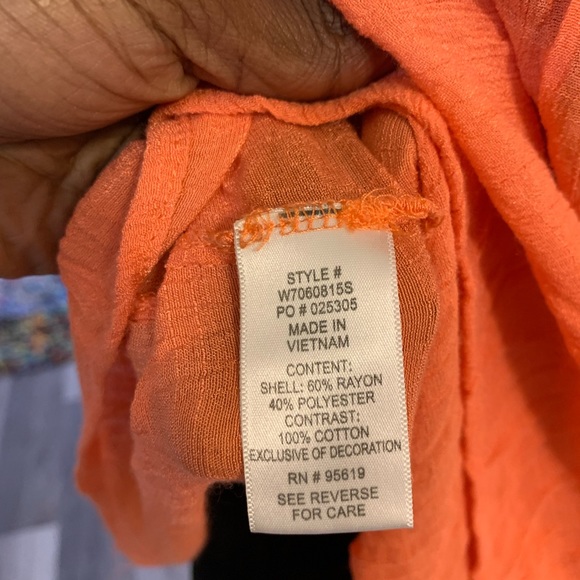 STYLE #
W7060815S
PO # 025305
MADE IN
VIETNAM
CONTENT:
SHELL: 60% RAYON
40% POLYESTER
CONTRAST:
100% COTTON
EXCLUSIVE OF DECORATION
RN # 95619
SEE REVERSE
FOR CARE